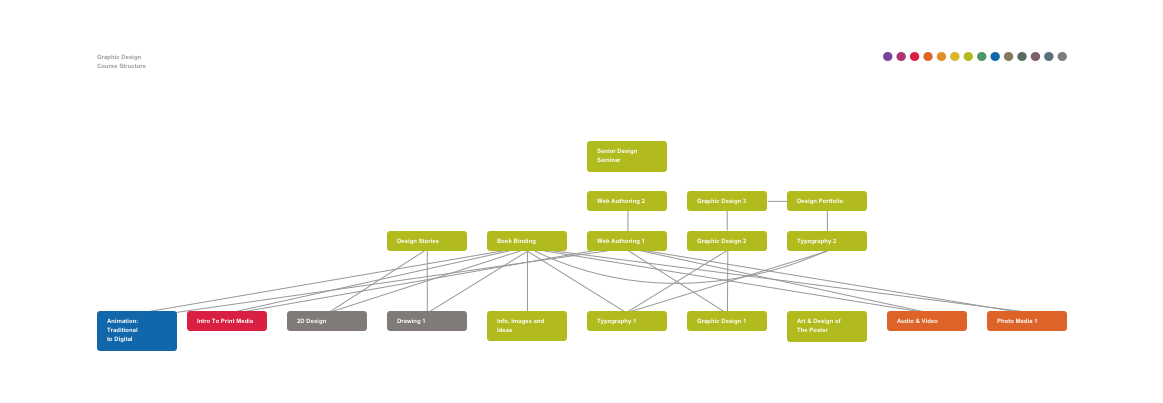 Graphic Design
Course Structure
Senior Design
Seminar
Web Authoring 2
Graphic Design 3
Design Portfolio
Design Stories
Book Binding
Web Authoring 1
Graphic Design 2
Typography 2
Animation:
Traditional
to Digital
Intro To Print Media
2D Design
Drawing 1
Info, Images and
Ideas
Typography 1
Graphic Design 1
Art & Design of
The Poster
Audio & Video
Photo Media 1